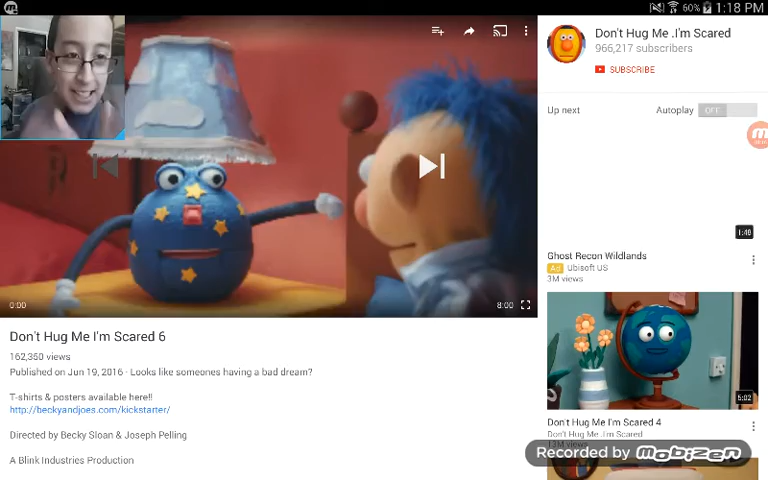 60% 1:18 PM
Don't Hug Me .I'm Scared
966,217 subscribers
SUBSCRIBE
Up next Autoplay OFF
1:48
Ghost Recon Wildlands
Ad Ubisoft US
3M views
0:00 8:00
Don't Hug Me I'm Scared 6
162,350 views
Published on Jun 19, 2016 · Looks like someones having a bad dream?
T-shirts & posters available here!!
http://beckyandjoes.com/kickstarter/
Directed by Becky Sloan & Joseph Pelling
A Blink Industries Production
5:02
Don't Hug Me I'm Scared 4
Don't Hug Me .I'm Scared
13M views
Recorded by Mobizen